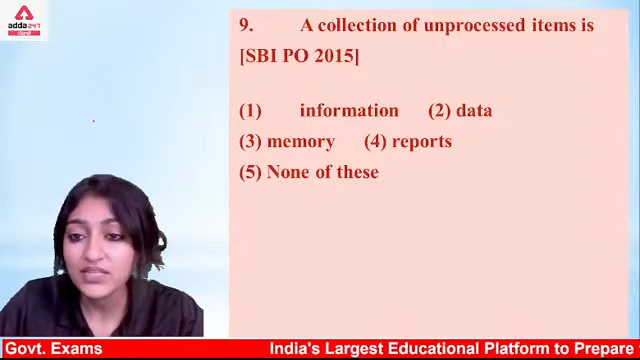 adda247
ਪੰਜਾਬੀ
9. A collection of unprocessed items is
[SBI PO 2015]
(1) information (2) data
(3) memory (4) reports
(5) None of these
Govt. Exams India's Largest Educational Platform to Prepare